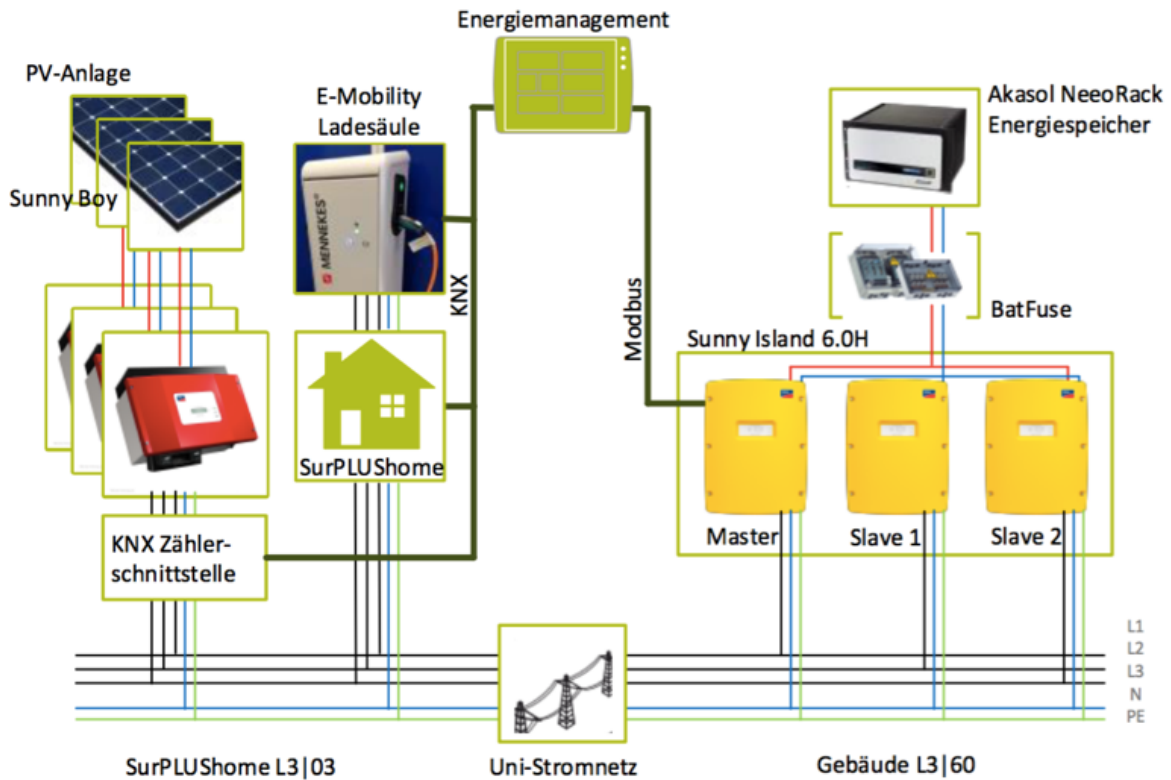 Energiemanagement
PV-Anlage
E-Mobility
Ladesäule
Akasol NeeoRack
Energiespeicher
Sunny Boy
MENNEKES
KNX
Modbus
BatFuse
Sunny Island 6.0H
SurPLUShome
Master
Slave 1
Slave 2
KNX Zähler-
schnittstelle
L1
L2
L3
N
PE
SurPLUShome L3|03
Uni-Stromnetz
Gebäude L3|60